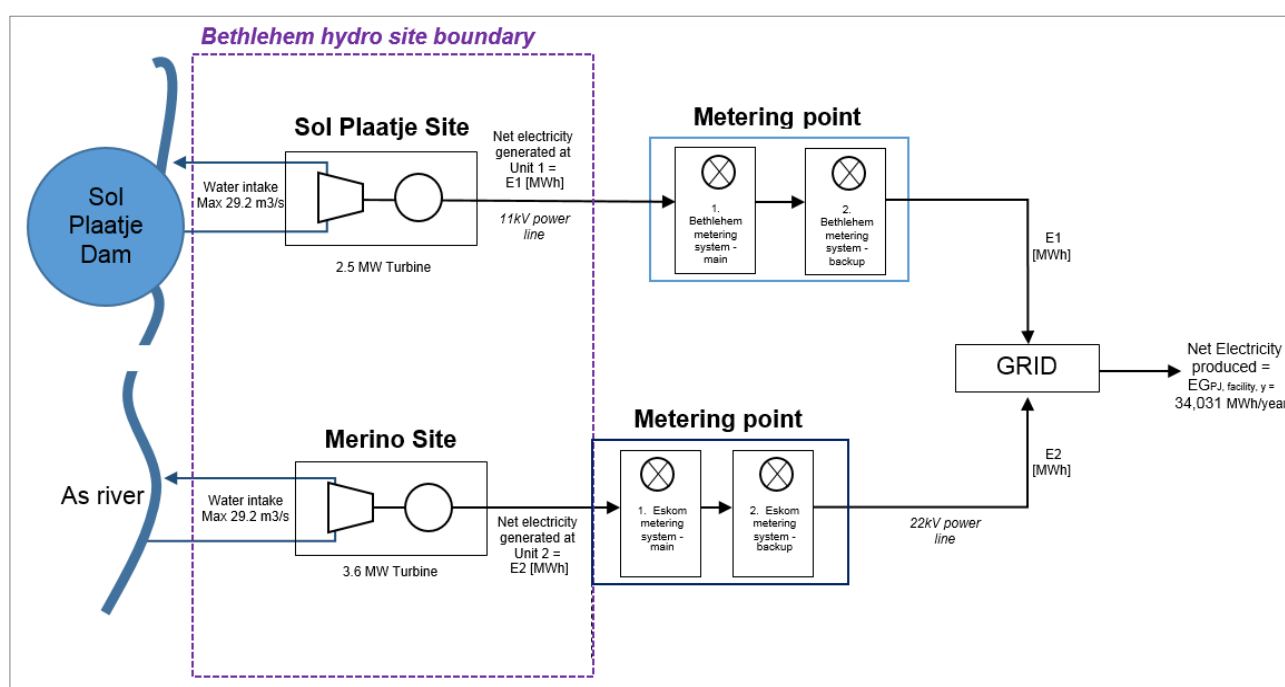 Bethlehem hydro site boundary
Sol
Plaatje
Dam
Water intake
Max 29.2 m3/s
Sol Plaatje Site
2.5 MW Turbine
Net electricity
generated at
Unit 1 =
E1 [MWh]
11kV power
line
Metering point
1.
Bethlehem
metering
system -
main
2.
Bethlehem
metering
system -
backup
E1
[MWh]
GRID
Net Electricity
produced =
EGPJ, facility, y =
34,031 MWh/year
As river
Water intake
Max 29.2 m3/s
Merino Site
3.6 MW Turbine
Net electricity
generated at
Unit 2 =
E2 [MWh]
Metering point
1. Eskom
metering
system -
main
2. Eskom
metering
system -
backup
22kV power
line
E2
[MWh]